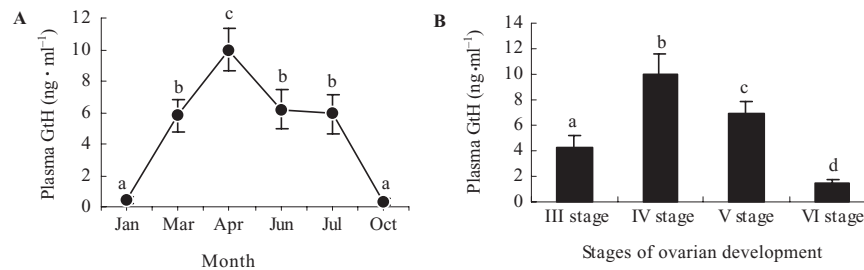 A
Plasma GtH (ng·ml−1)
12
10
8
6
4
2
0
a
b
c
b
b
a
Jan Mar Apr Jun Jul Oct
Month
B
Plasma GtH (ng·ml−1)
14
12
10
8
6
4
2
0
a
b
c
d
III stage IV stage V stage VI stage
Stages of ovarian development